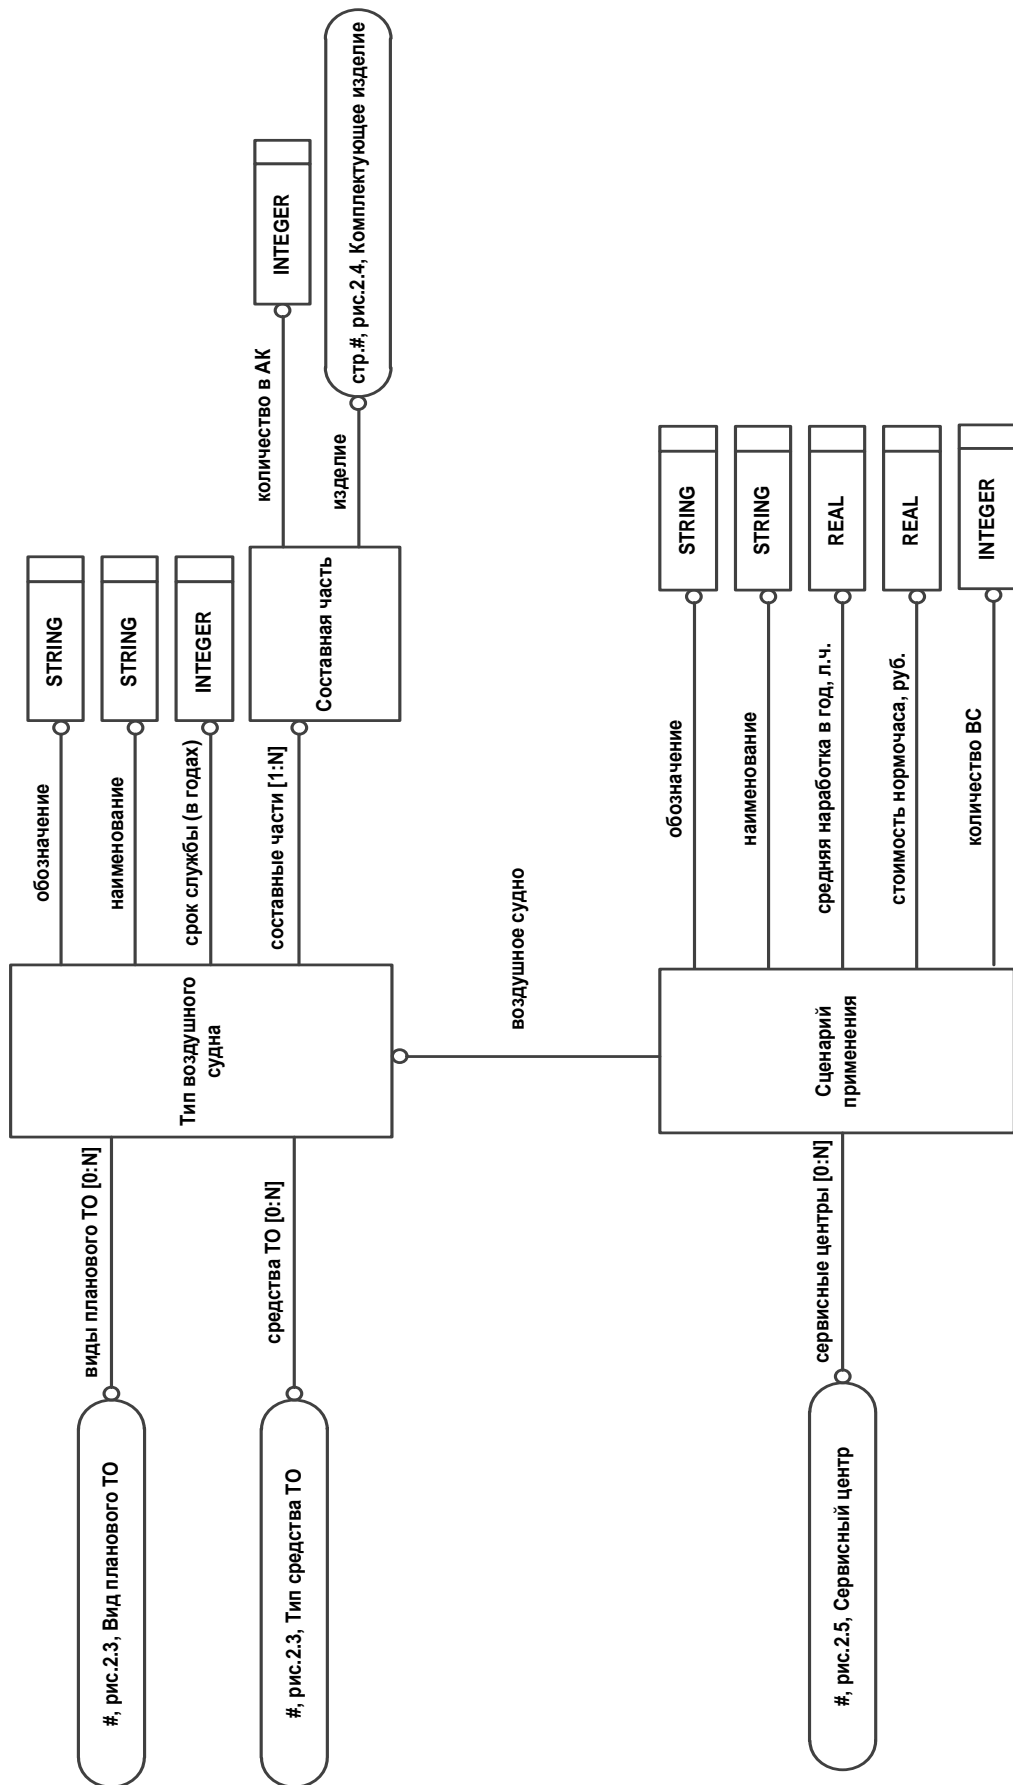 #, рис.2.3, Вид планового ТО
виды планового ТО [0:N]
#, рис.2.3, Тип средства ТО
средства ТО [0:N]
Тип воздушного
судна
обозначение
STRING
наименование
STRING
срок службы (в годах)
INTEGER
составные части [1:N]
Составная часть
количество в АК
INTEGER
изделие
стр.#, рис.2.4, Комплектующее изделие
воздушное судно
#, рис.2.5, Сервисный центр
сервисные центры [0:N]
Сценарий
применения
обозначение
STRING
наименование
STRING
средняя наработка в год, л.ч.
REAL
стоимость нормочаса, руб.
REAL
количество ВС
INTEGER